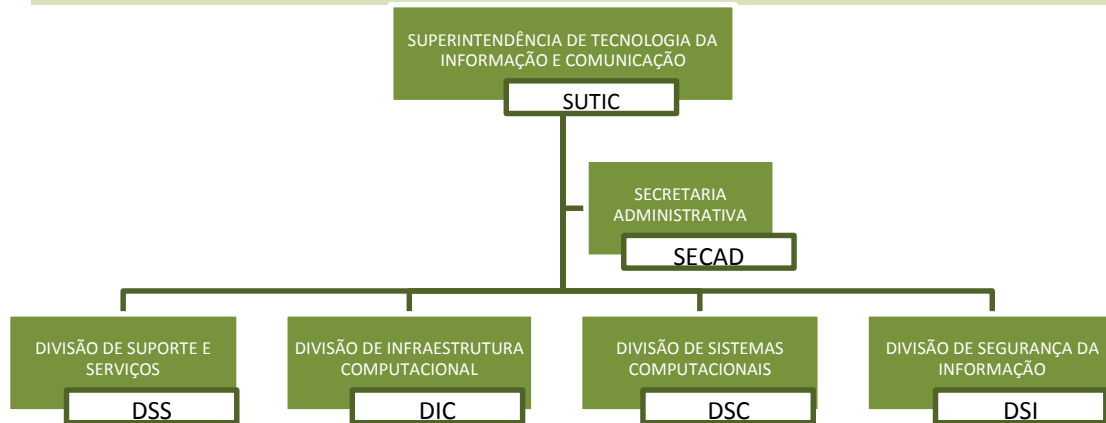 SUPERINTENDÊNCIA DE TECNOLOGIA DA
INFORMAÇÃO E COMUNICAÇÃO
SUTIC
SECRETARIA
ADMINISTRATIVA
SECAD
DIVISÃO DE SUPORTE E
SERVIÇOS
DSS
DIVISÃO DE INFRAESTRUTURA
COMPUTACIONAL
DIC
DIVISÃO DE SISTEMAS
COMPUTACIONAIS
DSC
DIVISÃO DE SEGURANÇA DA
INFORMAÇÃO
DSI